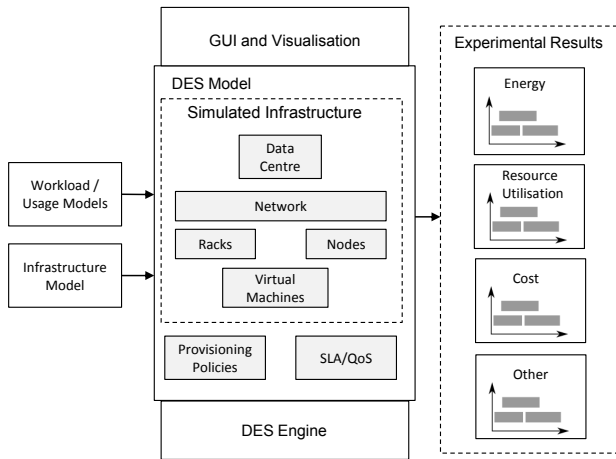 GUI and Visualisation
Experimental Results
DES Model
Simulated Infrastructure
Data
Centre
Network
Racks
Nodes
Virtual
Machines
Provisioning
Policies
SLA/QoS
DES Engine
Workload /
Usage Models
Infrastructure
Model
Energy
Resource
Utilisation
Cost
Other